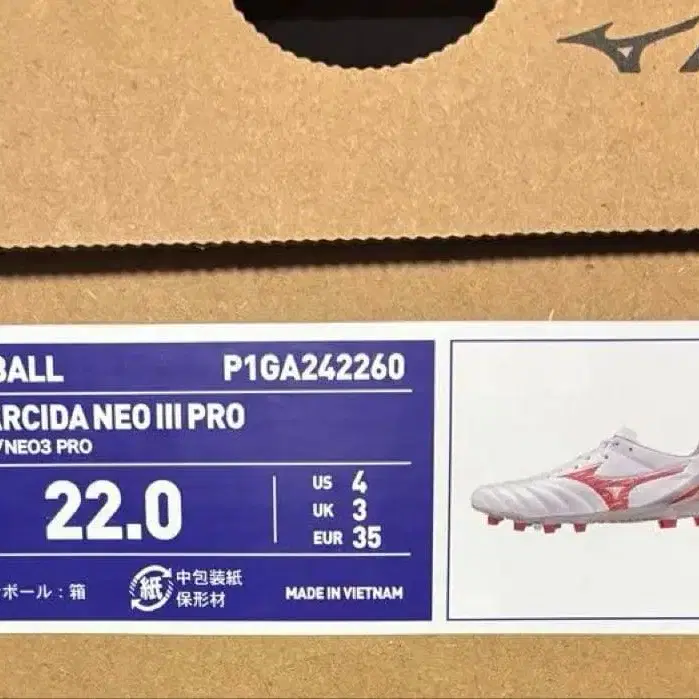 BALL P1GA242260
RCIDA NEO III PRO
/NEO3 PRO
22.0
US 4
UK 3
EUR 35
ボール：箱
紙 中包装紙
保形材
MADE IN VIETNAM